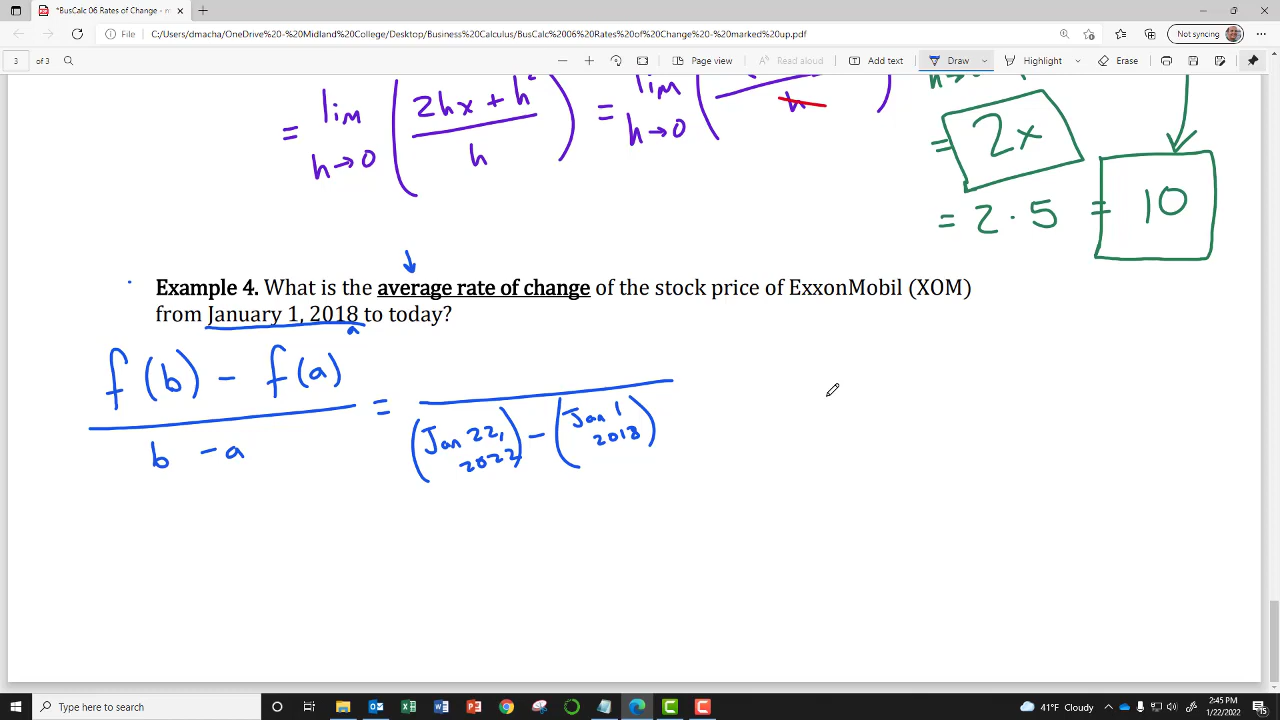 *BusCalc 06 Rates of Change - m
File
C:/Users/dmacha/OneDrive%20-%20Midland%20College/Desktop/Business%20Calculus/BusCalc%2006%20Rates%20of%20Change%20-%20marked%20up.pdf
Not syncing
3 of 3
Page view
Read aloud
Add text
Draw
Highlight
Erase
= lim h→0 (2hx + h² / h) = lim h→0 ( h )
h→0
= 2x
= 2 · 5 = 10
Example 4. What is the average rate of change of the stock price of ExxonMobil (XOM)
from January 1, 2018 to today?
a
f(b) - f(a) / b - a = / (Jan 22, 2022) - (Jan 1 2018)
Type here to search
41°F Cloudy
2:45 PM
1/22/2022
15